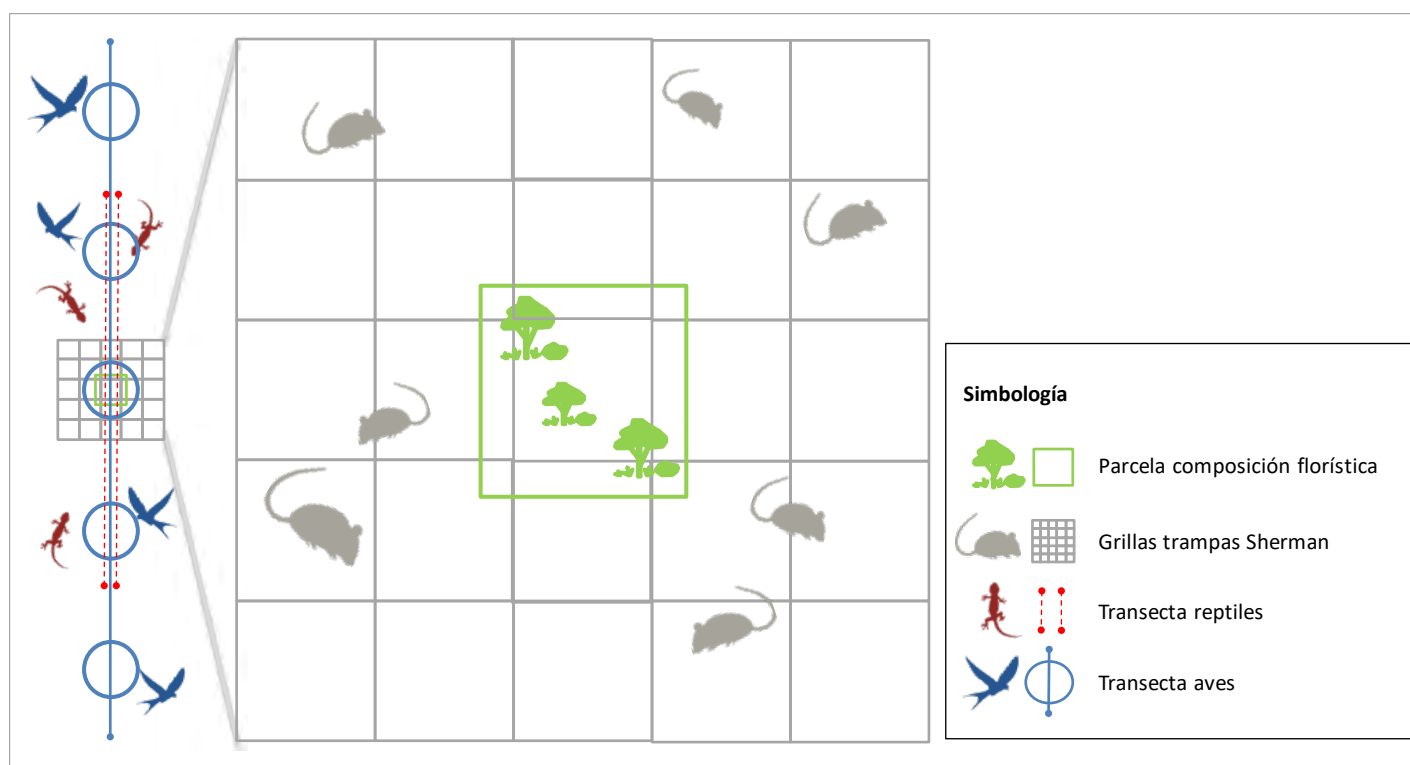 Simbología
Parcela composición florística
Grillas trampas Sherman
Transecta reptiles
Transecta aves